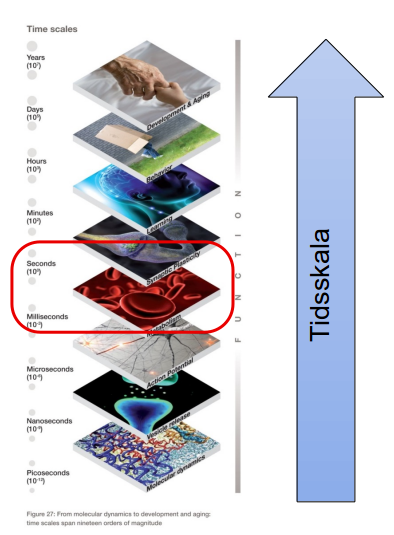 Time scales
Years
(10⁷)
Development & Aging
Days
(10⁵)
Behavior
Hours
(10³)
Learning
Minutes
(10²)
Synaptic Plasticity
Seconds
(10⁰)
Metabolism
Milliseconds
(10⁻³)
Action Potential
Microseconds
(10⁻⁶)
Vesicle release
Nanoseconds
(10⁻⁹)
Molecular dynamics
Picoseconds
(10⁻¹²)
FUNCTION
Tidsskala
Figure 27: From molecular dynamics to development and aging:
time scales span nineteen orders of magnitude